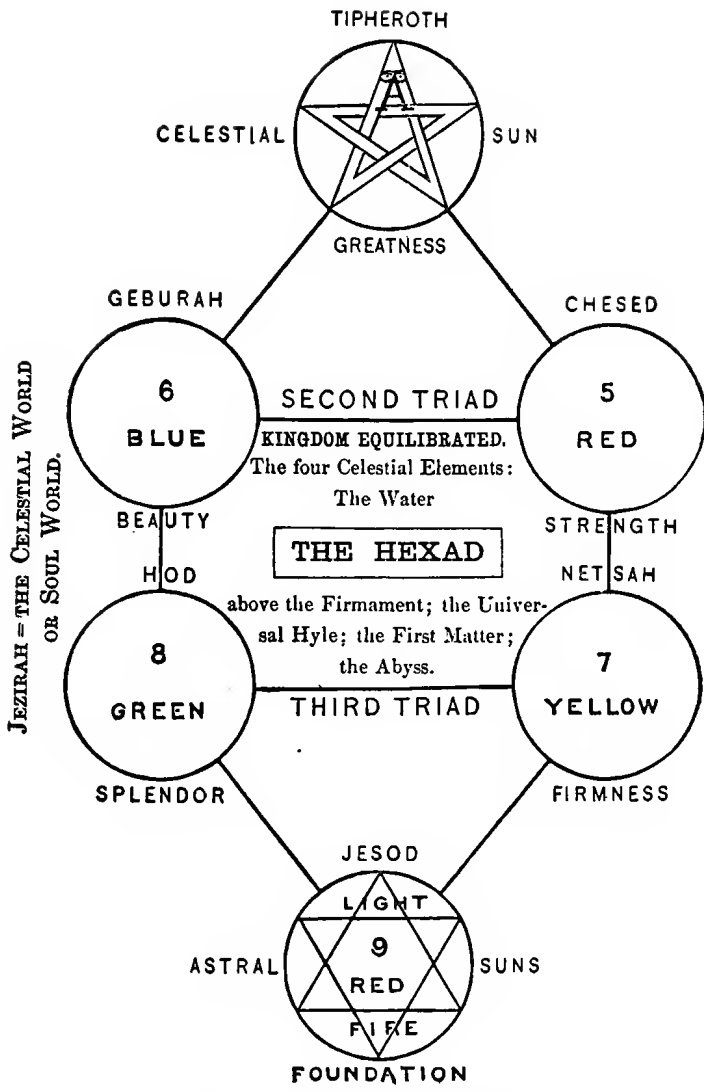 TIPHEROTH
CELESTIAL SUN
GREATNESS
GEBURAH CHESED
6 5
BLUE RED
SECOND TRIAD
KINGDOM EQUILIBRATED.
The four Celestial Elements:
The Water
BEAUTY STRENGTH
THE HEXAD
HOD NETSAH
above the Firmament; the Univer-
sal Hyle; the First Matter;
the Abyss.
8 7
GREEN YELLOW
THIRD TRIAD
SPLENDOR FIRMNESS
JEZIRAH = THE CELESTIAL WORLD
OR SOUL WORLD.
JESOD
LIGHT
9
ASTRAL RED SUNS
FIRE
FOUNDATION